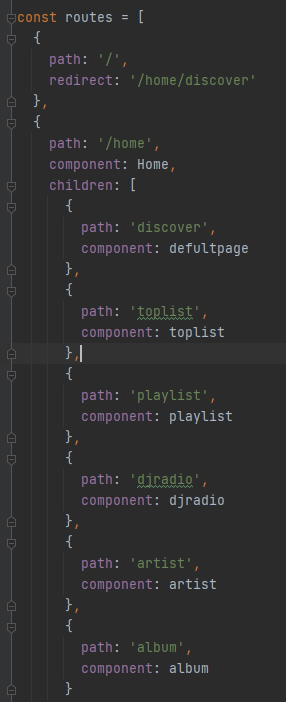 const routes = [
  {
    path: '/',
    redirect: '/home/discover'
  },
  {
    path: '/home',
    component: Home,
    children: [
      {
        path: 'discover',
        component: defultpage
      },
      {
        path: 'toplist',
        component: toplist
      },
      {
        path: 'playlist',
        component: playlist
      },
      {
        path: 'djradio',
        component: djradio
      },
      {
        path: 'artist',
        component: artist
      },
      {
        path: 'album',
        component: album
      }